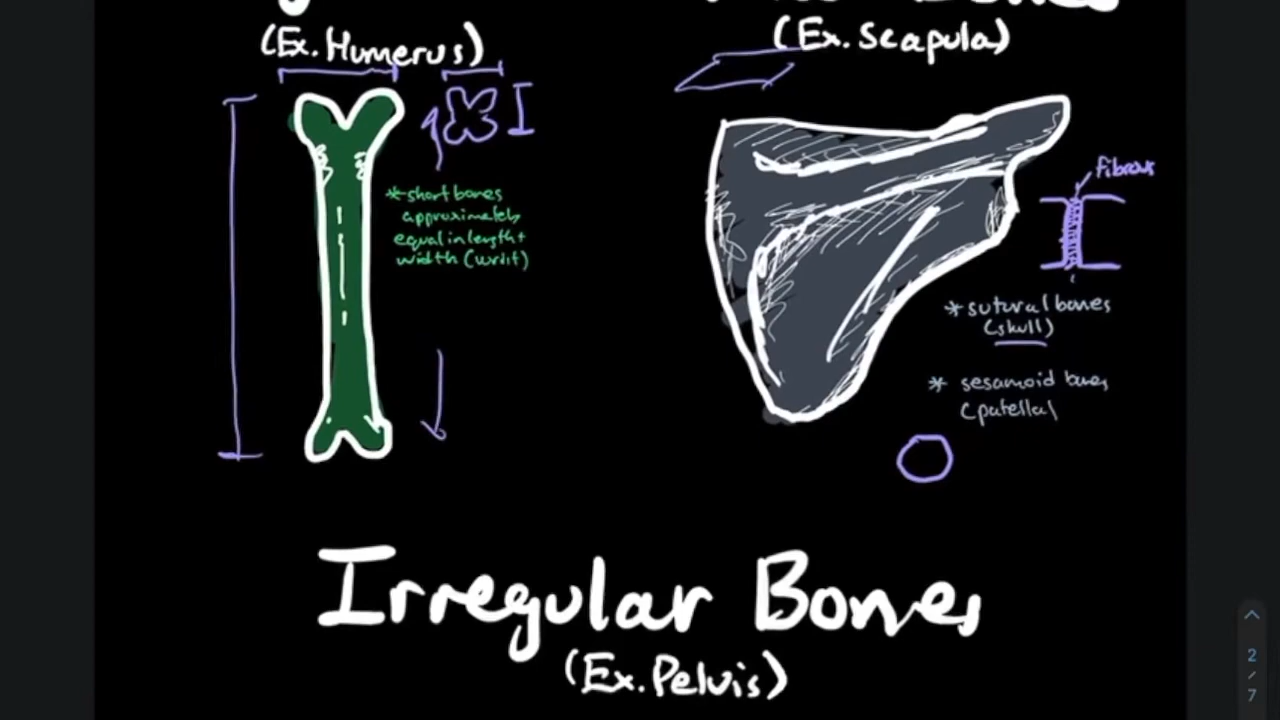 (Ex. Humerus)
(Ex. Scapula)
* short bones
approximately
equal in length +
width (wrist)
fibrous
* sutural bones
(skull)
* sesamoid bones
(patella)
Irregular Bones
(Ex. Pelvis)
2
/
7